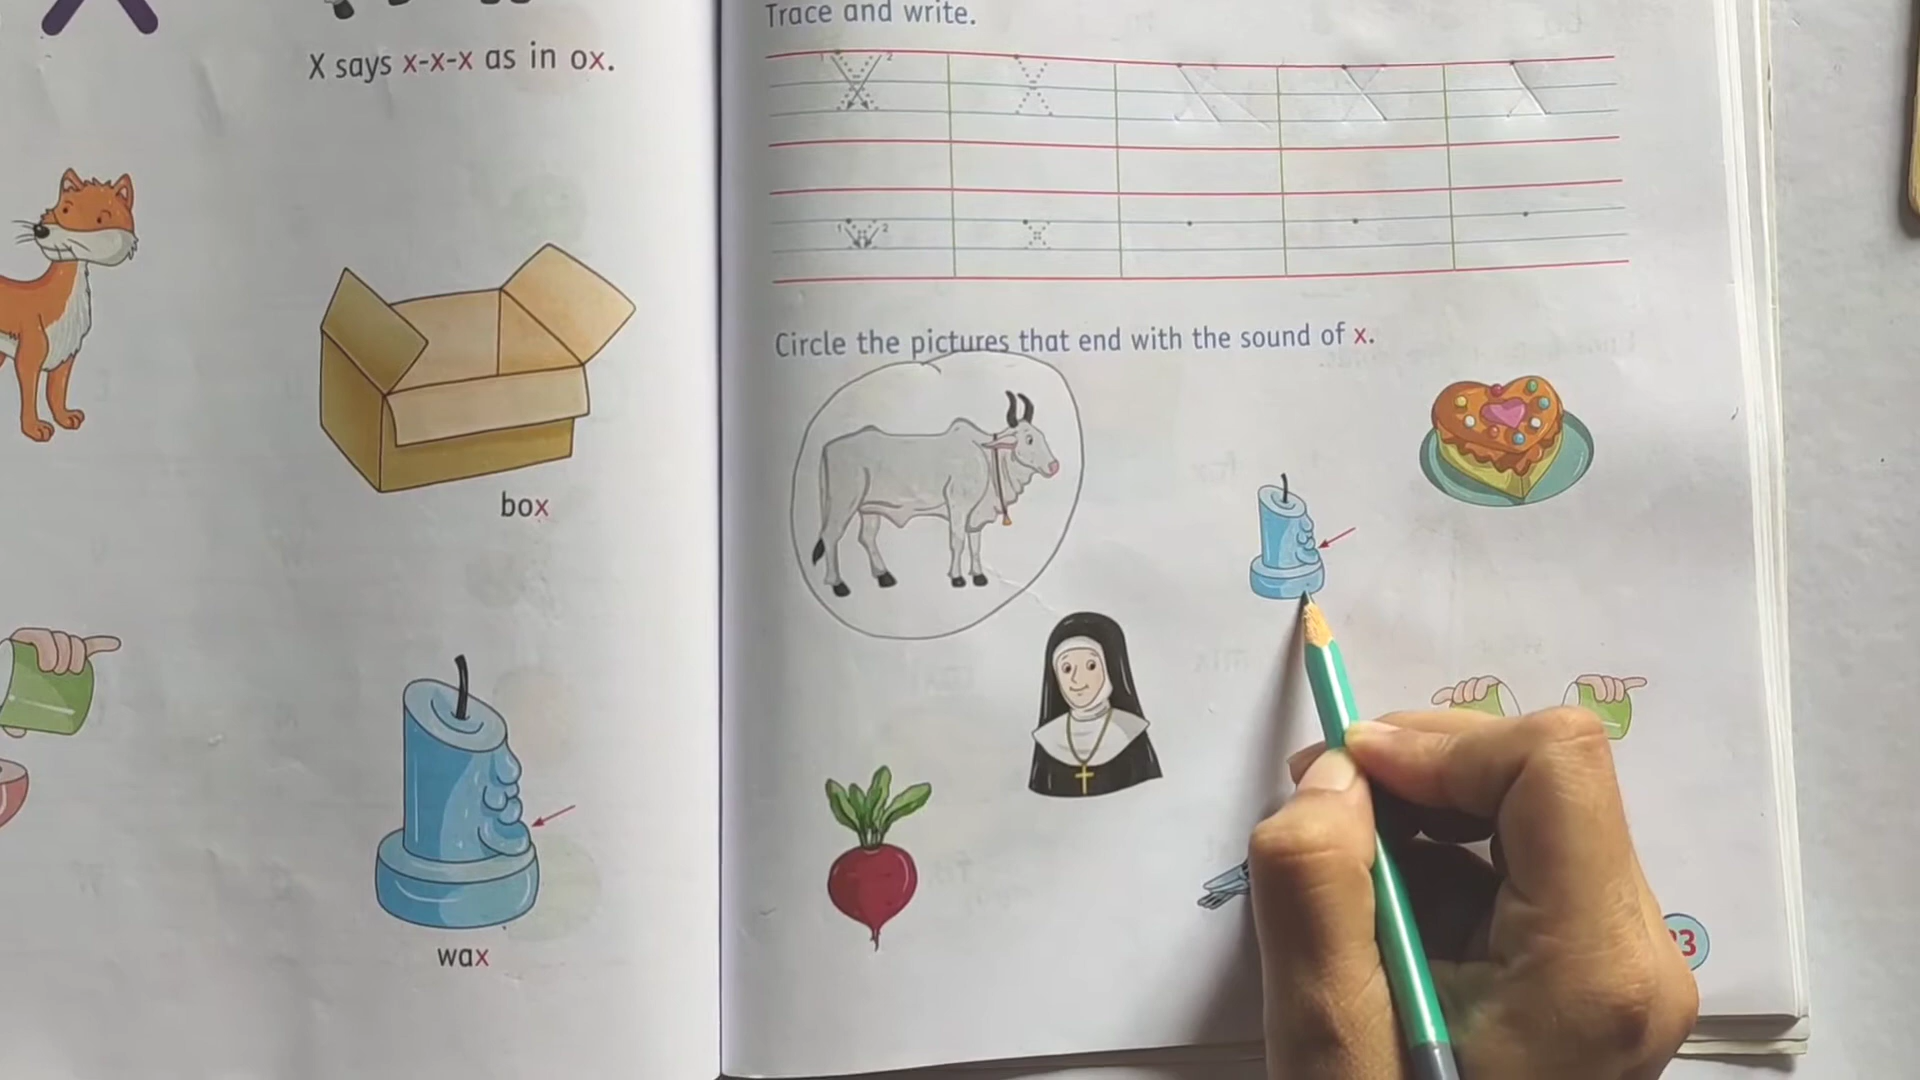 X says x-x-x as in ox.
box
wax
Trace and write.
Circle the pictures that end with the sound of x.